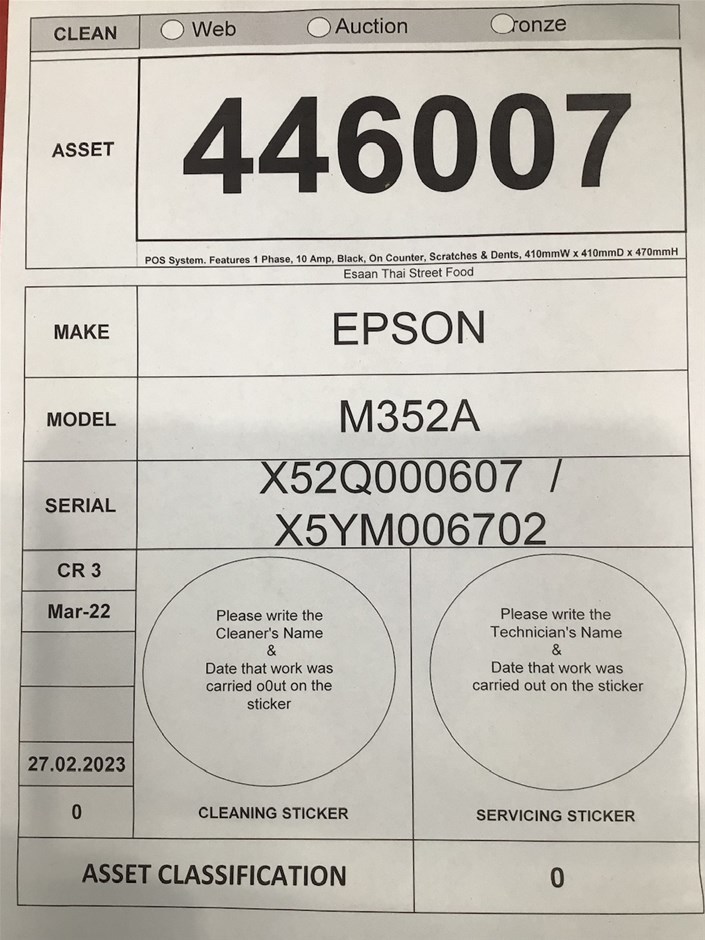 CLEAN Web Auction ronze
ASSET 446007
POS System. Features 1 Phase, 10 Amp, Black, On Counter, Scratches & Dents, 410mmW x 410mmD x 470mmH
Esaan Thai Street Food
MAKE EPSON
MODEL M352A
SERIAL X52Q000607 /
X5YM006702
CR 3
Mar-22
27.02.2023
0
Please write the
Cleaner's Name
&
Date that work was
carried o0ut on the
sticker
CLEANING STICKER
Please write the
Technician's Name
&
Date that work was
carried out on the sticker
SERVICING STICKER
ASSET CLASSIFICATION 0